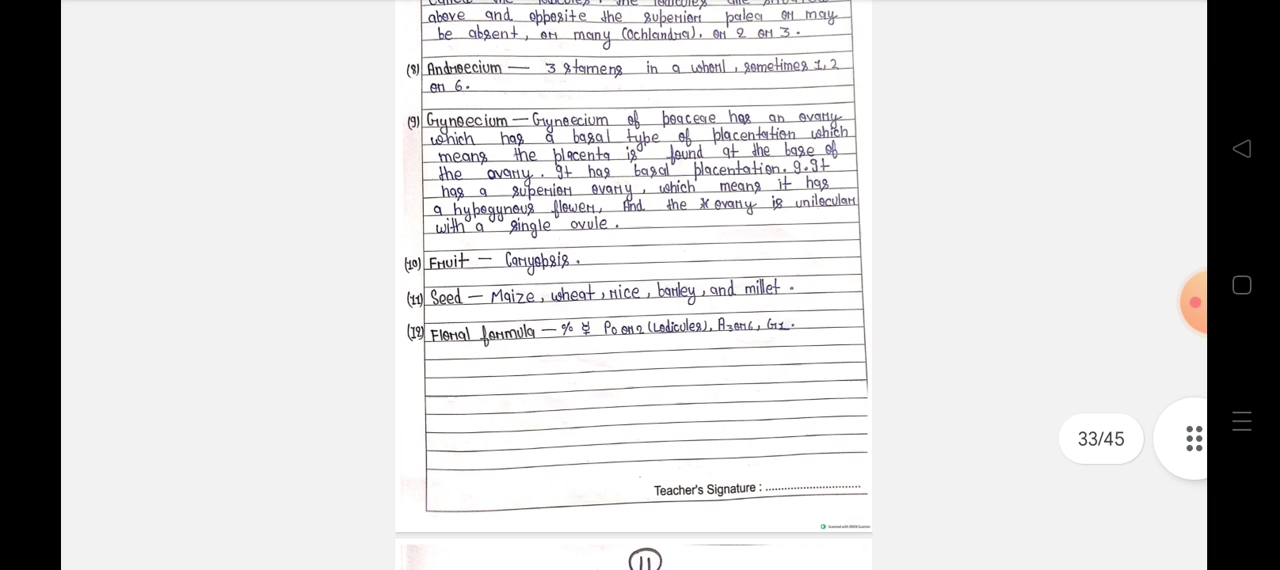 above and opposite the superior palea or may
be absent, or many (Ochlandra), or 2 or 3.
(8) Androecium — 3 stamens in a whorl, sometimes 1, 2
or 6.
(9) Gynoecium — Gynoecium of poaceae has an ovary
which has a basal type of placentation which
means the placenta is found at the base of
the ovary. It has basal placentation. 9. It
has a superior ovary, which means it has
a hypogynous flower, And the ovary is unilocular
with a single ovule.
(10) Fruit — Caryopsis.
(11) Seed — Maize, wheat, rice, barley, and millet.
(12) Floral formula — % ⚥ P0 or 2 (Lodicules), A3 or 6, G1.
Teacher's Signature : ............................
Scanned with OKEN Scanner
33/45
11